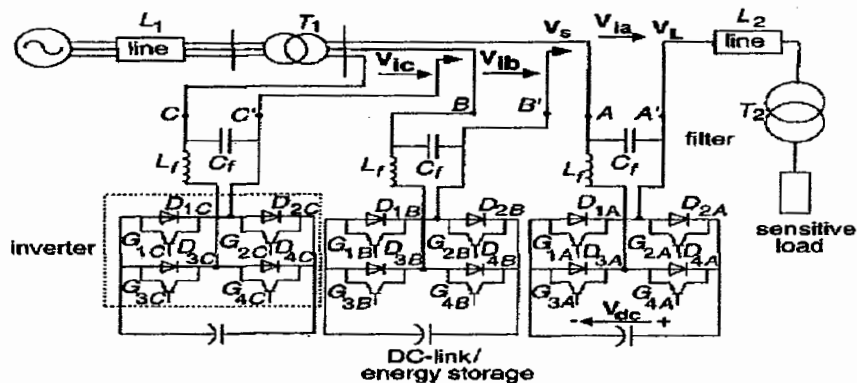 L1 T1 Vs Via VL L2
line line
Vic Vib
C C' B B' A A' T2
filter
Lf Cf Lf Cf Lf Cf
sensitive
load
inverter
D1C D2C D1B D2B D1A D2A
G1C G2C G1B G2B G1A G2A
D3C D4C D3B D4B D3A D4A
G3C G4C G3B G4B G3A G4A
- Vdc +
DC-link/
energy storage